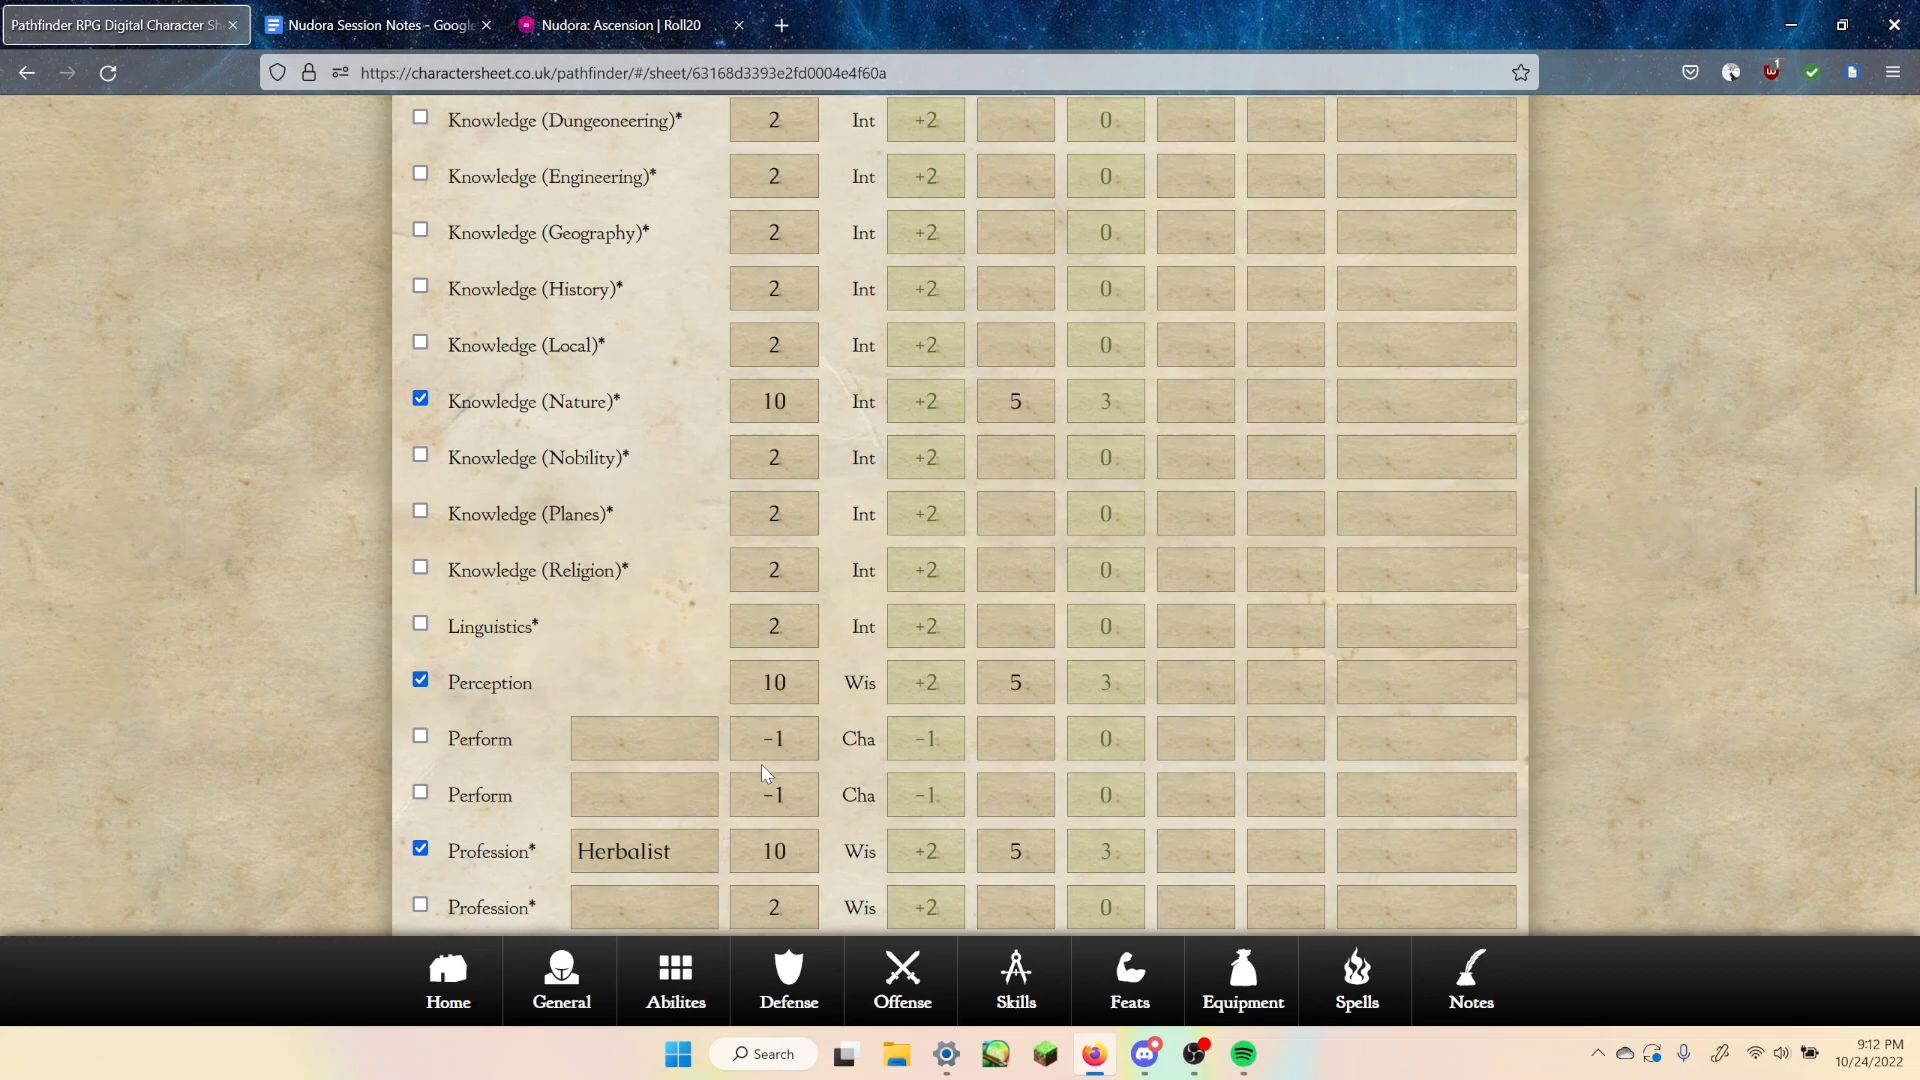 Pathfinder RPG Digital Character Sh
Nudora Session Notes - Google
Nudora: Ascension | Roll20
https://charactersheet.co.uk/pathfinder/#/sheet/63168d3393e2fd0004e4f60a
1
Knowledge (Dungeoneering)* 2 Int +2 0
Knowledge (Engineering)* 2 Int +2 0
Knowledge (Geography)* 2 Int +2 0
Knowledge (History)* 2 Int +2 0
Knowledge (Local)* 2 Int +2 0
Knowledge (Nature)* 10 Int +2 5 3
Knowledge (Nobility)* 2 Int +2 0
Knowledge (Planes)* 2 Int +2 0
Knowledge (Religion)* 2 Int +2 0
Linguistics* 2 Int +2 0
Perception 10 Wis +2 5 3
Perform -1 Cha -1 0
Perform -1 Cha -1 0
Profession* Herbalist 10 Wis +2 5 3
Profession* 2 Wis +2 0
Home General Abilites Defense Offense Skills Feats Equipment Spells Notes
Search
9:12 PM
10/24/2022